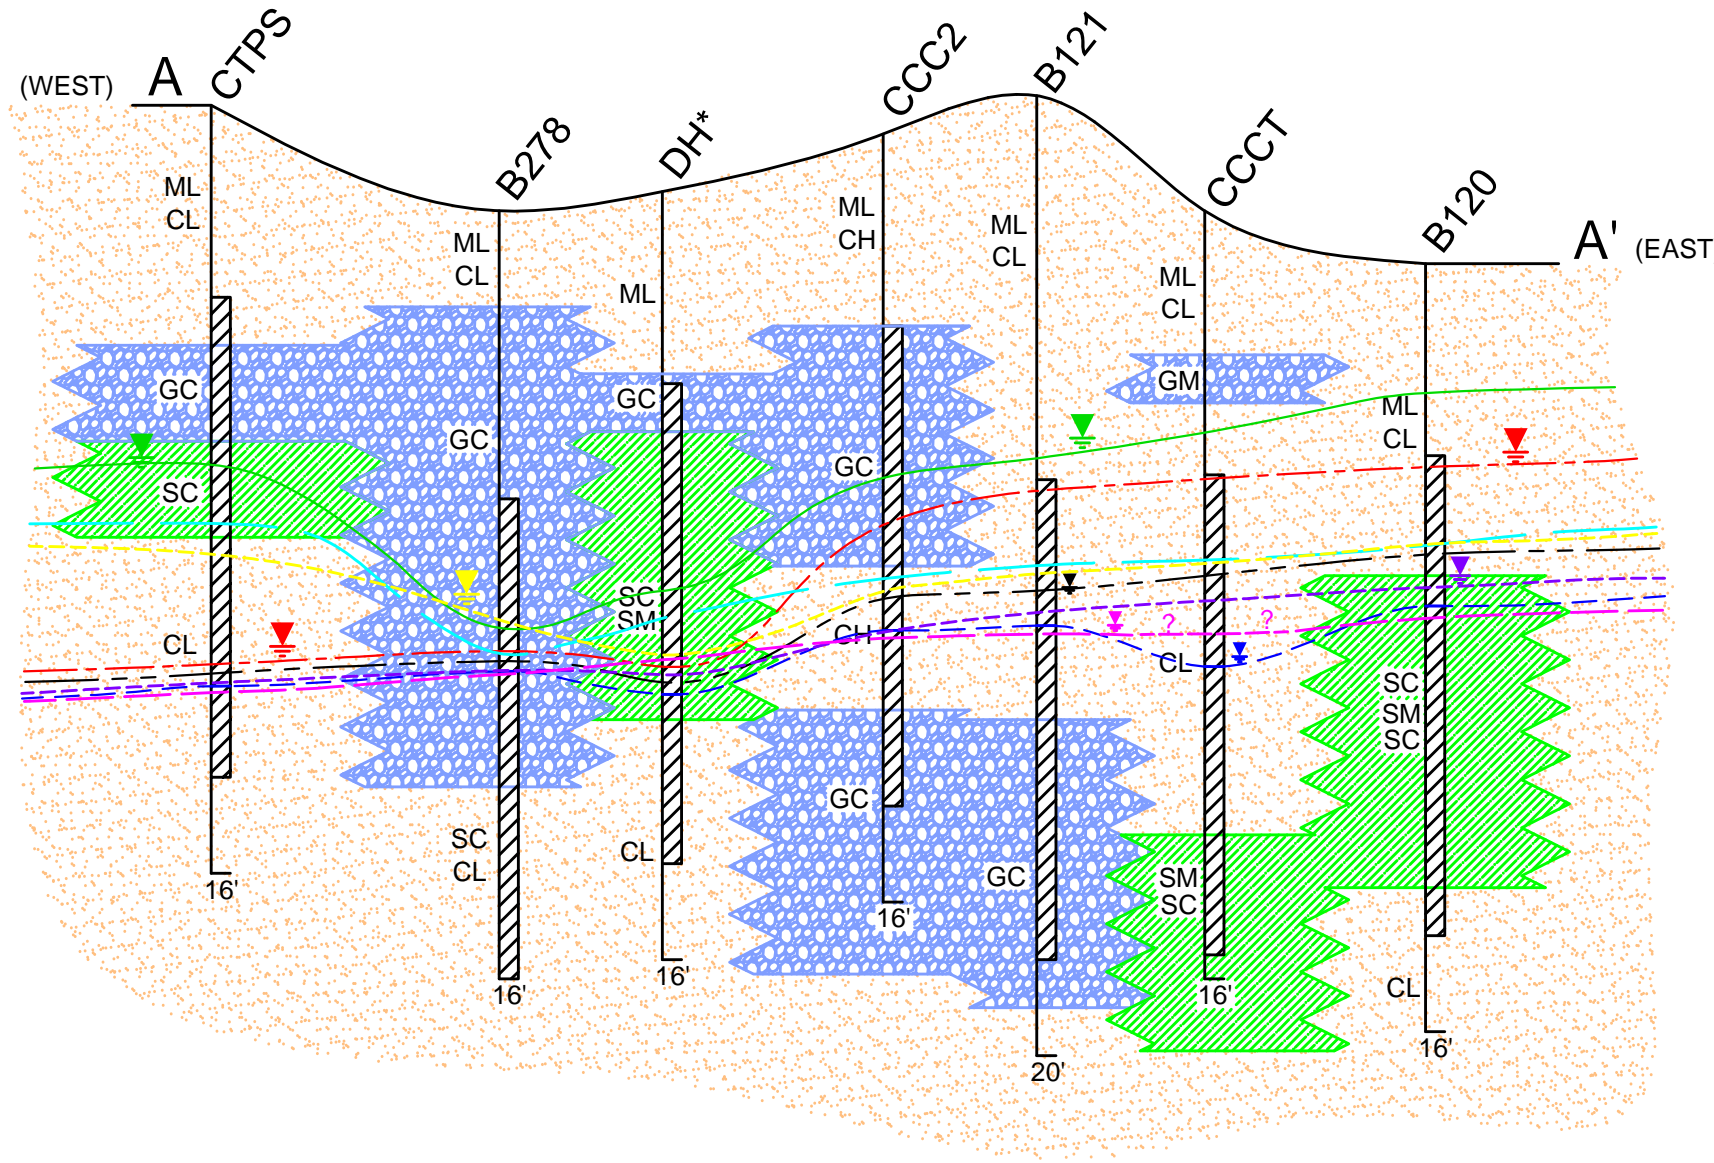 (WEST) A
CTPS
B278
DH*
CCC2
B121
CCCT
B120
A' (EAST
ML
CL
GC
SC
CL
16'
ML
CL
GC
SC
CL
16'
ML
GC
SC
SM
CL
16'
ML
CH
GC
CH
GC
16'
ML
CL
GC
20'
ML
CL
GM
? ?
CL
SM
SC
16'
ML
CL
SC
SM
SC
CL
16'